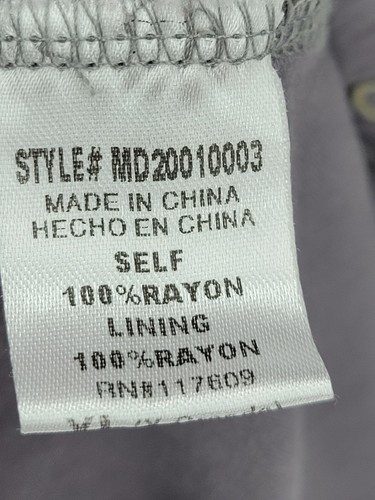 STYLE# MD20010003
MADE IN CHINA
HECHO EN CHINA
SELF
100%RAYON
LINING
100%RAYON
RN#117609